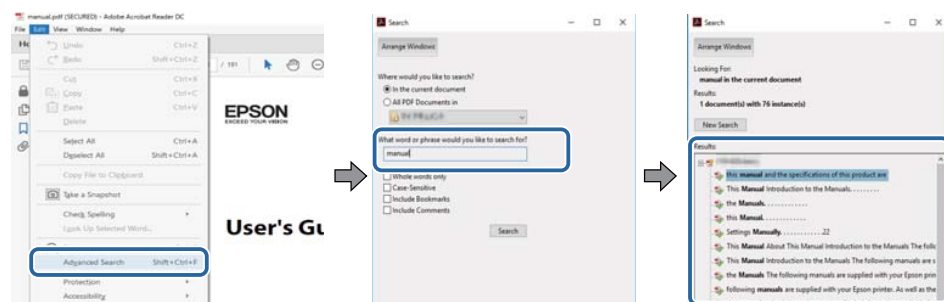 manual.pdf (SECURED) - Adobe Acrobat Reader DC
File Edit View Window Help
Undo Ctrl+Z
Redo Shift+Ctrl+Z
Cut Ctrl+X
Copy Ctrl+C
Paste Ctrl+V
Delete
Select All Ctrl+A
Deselect All Shift+Ctrl+A
Copy File to Clipboard
Take a Snapshot
Check Spelling
Look Up Selected Word...
Advanced Search Shift+Ctrl+F
Protection
Accessibility
/ 191
EPSON
EXCEED YOUR VISION
User's Gu
Search
Arrange Windows
Where would you like to search?
In the current document
All PDF Documents in
What word or phrase would you like to search for?
manual
Whole words only
Case-Sensitive
Include Bookmarks
Include Comments
Search
Search
Arrange Windows
Looking For:
manual in the current document
Results:
1 document(s) with 76 instance(s)
New Search
Results:
this manual and the specifications of this product are
This Manual Introduction to the Manuals. . . . . . . . .
the Manuals. . . . . . . . . . . . .
this Manual. . . . . . . . . . . . .
Settings Manually. . . . . . . . . . . . .22
This Manual About This Manual Introduction to the Manuals The follo
This Manual Introduction to the Manuals The following manuals are s
the Manuals The following manuals are supplied with your Epson prin
following manuals are supplied with your Epson printer. As well as the